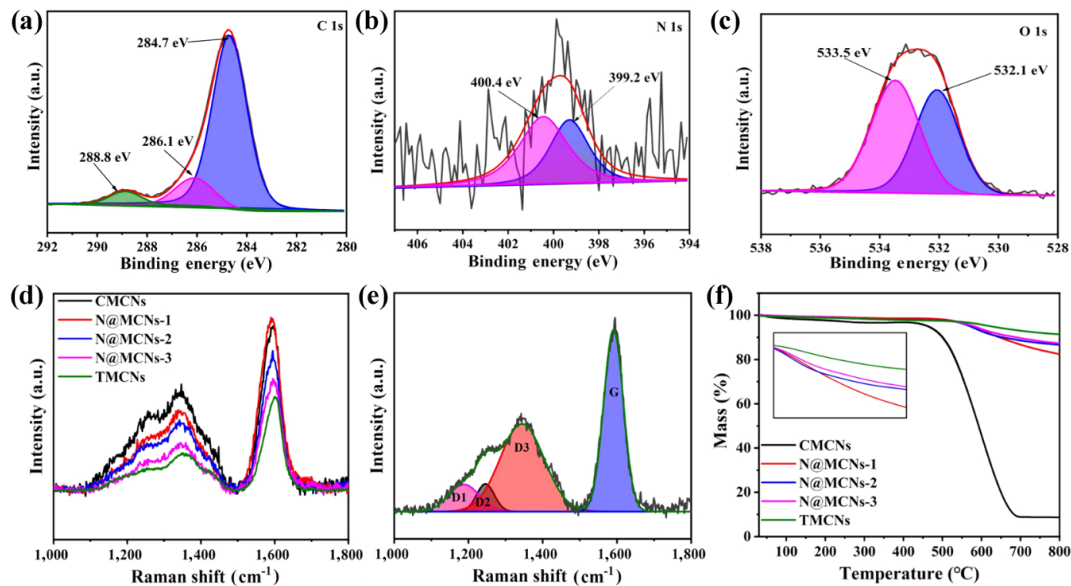 (a)
C 1s
284.7 eV
286.1 eV
288.8 eV
Intensity (a.u.)
292 290 288 286 284 282 280
Binding energy (eV)
(b)
N 1s
400.4 eV
399.2 eV
Intensity (a.u.)
406 404 402 400 398 396 394
Binding energy (eV)
(c)
O 1s
533.5 eV
532.1 eV
Intensity (a.u.)
538 536 534 532 530 528
Binding energy (eV)
(d)
CMCNs
N@MCNs-1
N@MCNs-2
N@MCNs-3
TMCNs
Intensity (a.u.)
1,000 1,200 1,400 1,600 1,800
Raman shift (cm-1)
(e)
G
D3
D1
D2
Intensity (a.u.)
1,000 1,200 1,400 1,600 1,800
Raman shift (cm-1)
(f)
100
90
80
70
60
50
40
30
20
10
0
Mass (%)
CMCNs
N@MCNs-1
N@MCNs-2
N@MCNs-3
TMCNs
100 200 300 400 500 600 700 800
Temperature (℃)